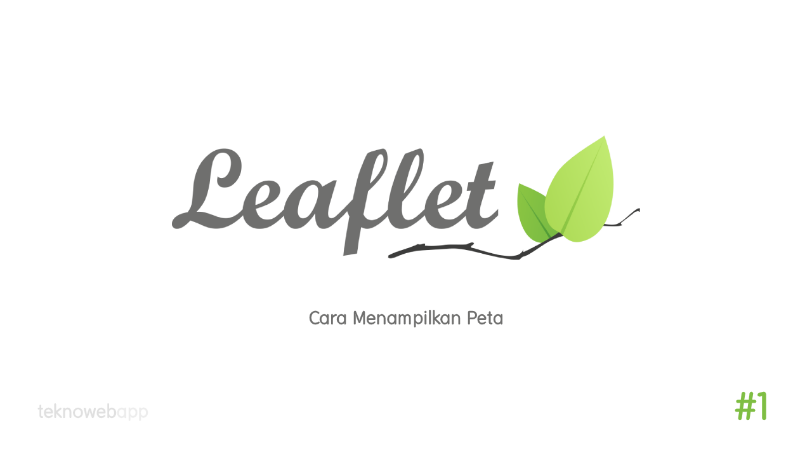 Leaflet
Cara Menampilkan Peta
teknowebapp
#1